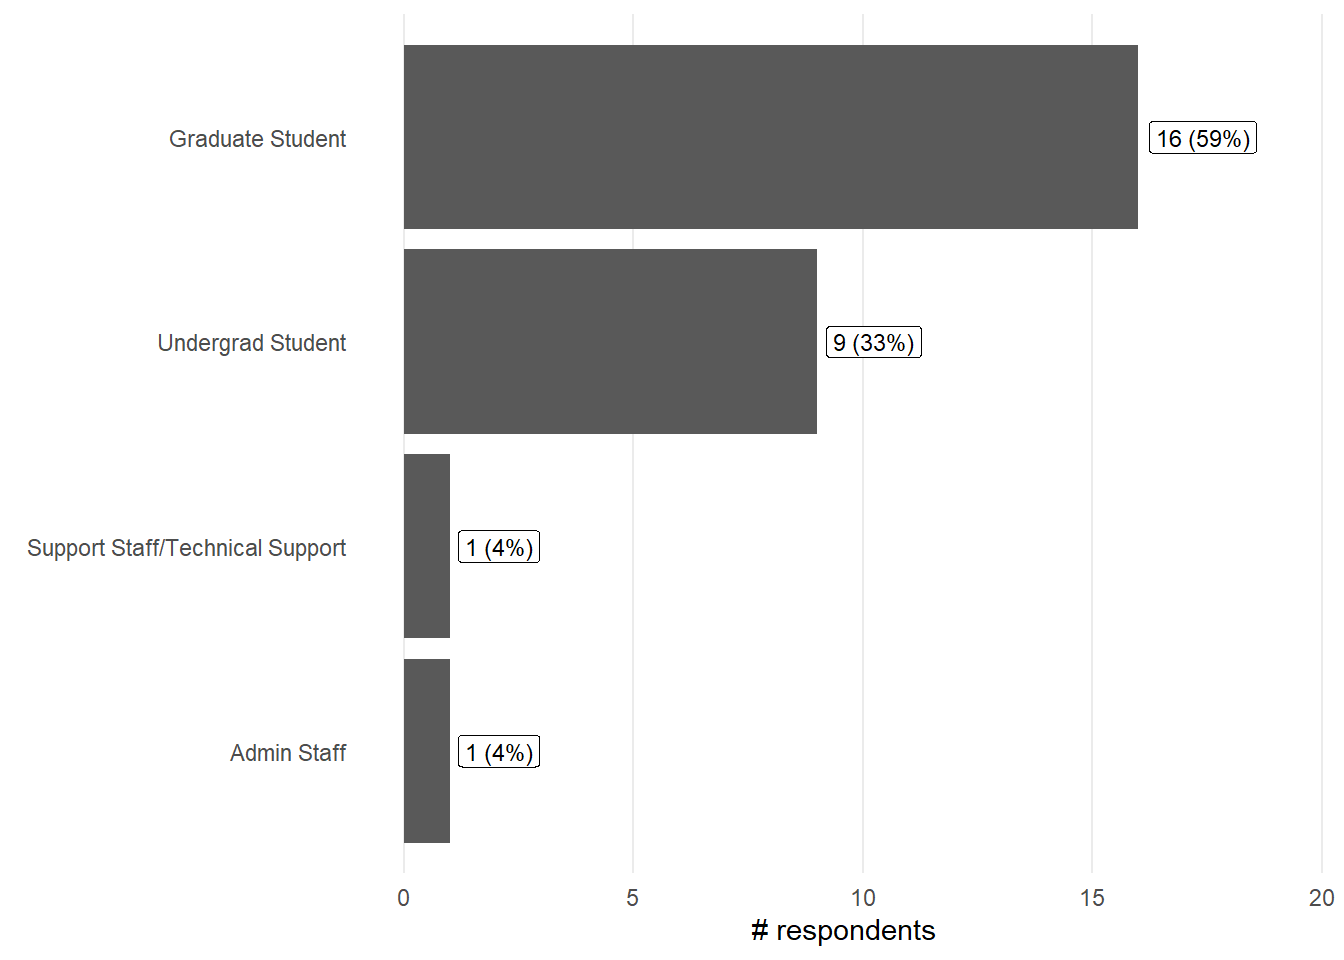 Graduate Student
16 (59%)
Undergrad Student
9 (33%)
Support Staff/Technical Support
1 (4%)
Admin Staff
1 (4%)
0 5 10 15 20
# respondents